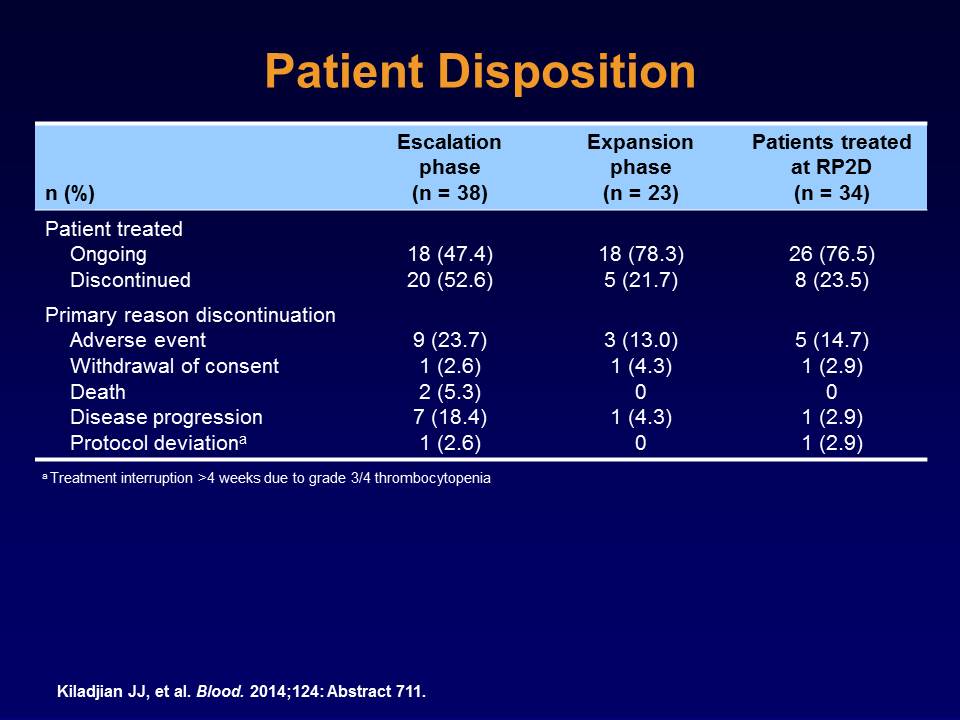 Patient Disposition
n (%) Escalation phase (n = 38) Expansion phase (n = 23) Patients treated at RP2D (n = 34)
Patient treated
Ongoing 18 (47.4) 18 (78.3) 26 (76.5)
Discontinued 20 (52.6) 5 (21.7) 8 (23.5)
Primary reason discontinuation
Adverse event 9 (23.7) 3 (13.0) 5 (14.7)
Withdrawal of consent 1 (2.6) 1 (4.3) 1 (2.9)
Death 2 (5.3) 0 0
Disease progression 7 (18.4) 1 (4.3) 1 (2.9)
Protocol deviationᵃ 1 (2.6) 0 1 (2.9)
ᵃ Treatment interruption >4 weeks due to grade 3/4 thrombocytopenia
Kiladjian JJ, et al. Blood. 2014;124: Abstract 711.